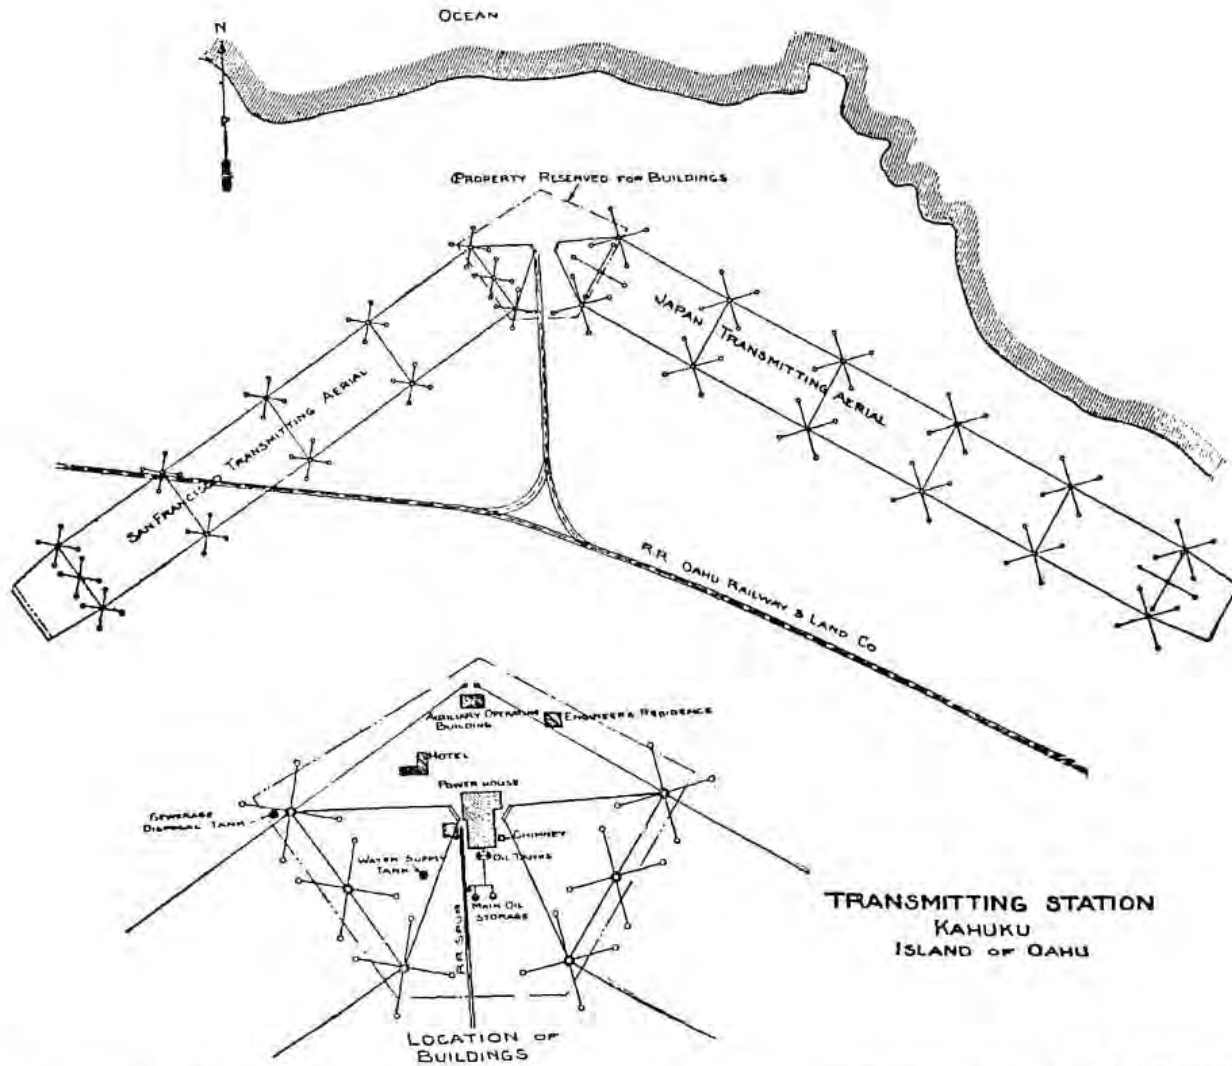 OCEAN
N
PROPERTY RESERVED FOR BUILDINGS
JAPAN TRANSMITTING AERIAL
SAN FRANCISCO TRANSMITTING AERIAL
R.R. OAHU RAILWAY & LAND CO
AUXILIARY OPERATING
BUILDING
ENGINEER'S RESIDENCE
HOTEL
POWER HOUSE
SEWERAGE
DISPOSAL TANK
CHIMNEY
WATER SUPPLY
TANK
OIL TANKS
MAIN OIL
STORAGE
R.R. SPUR
TRANSMITTING STATION
KAHUKU
ISLAND OF OAHU
LOCATION OF
BUILDINGS